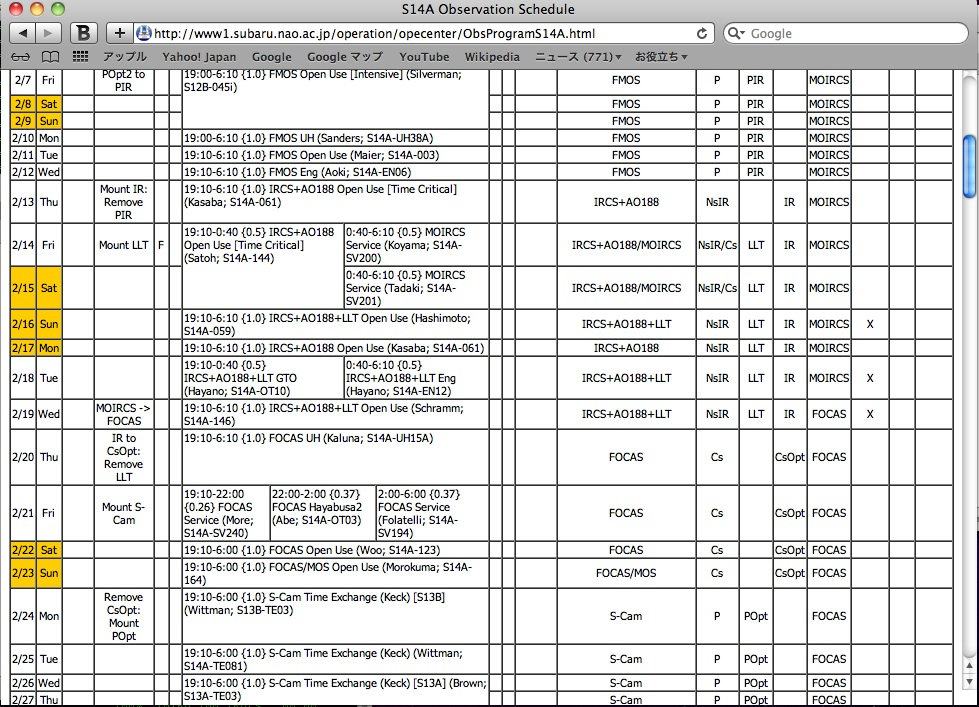 S14A Observation Schedule
B
http://www1.subaru.nao.ac.jp/operation/opecenter/ObsProgramS14A.html
Google
アップル Yahoo! Japan Google Google マップ YouTube Wikipedia ニュース (771)▾ お役立ち▾
2/7 Fri POpt2 to PIR 19:00-6:10 {1.0} FMOS Open Use [Intensive] (Silverman; S12B-045i) FMOS P PIR MOIRCS
2/8 Sat FMOS P PIR MOIRCS
2/9 Sun FMOS P PIR MOIRCS
2/10 Mon 19:00-6:10 {1.0} FMOS UH (Sanders; S14A-UH38A) FMOS P PIR MOIRCS
2/11 Tue 19:10-6:10 {1.0} FMOS Open Use (Maier; S14A-003) FMOS P PIR MOIRCS
2/12 Wed 19:10-6:10 {1.0} FMOS Eng (Aoki; S14A-EN06) FMOS P PIR MOIRCS
2/13 Thu Mount IR: Remove PIR 19:10-6:10 {1.0} IRCS+AO188 Open Use [Time Critical] (Kasaba; S14A-061) IRCS+AO188 NsIR IR MOIRCS
2/14 Fri Mount LLT F 19:10-0:40 {0.5} IRCS+AO188 Open Use [Time Critical] (Satoh; S14A-144) 0:40-6:10 {0.5} MOIRCS Service (Koyama; S14A-SV200) IRCS+AO188/MOIRCS NsIR/Cs LLT IR MOIRCS
2/15 Sat 0:40-6:10 {0.5} MOIRCS Service (Tadaki; S14A-SV201) IRCS+AO188/MOIRCS NsIR/Cs LLT IR MOIRCS
2/16 Sun 19:10-6:10 {1.0} IRCS+AO188+LLT Open Use (Hashimoto; S14A-059) IRCS+AO188+LLT NsIR LLT IR MOIRCS X
2/17 Mon 19:10-6:10 {1.0} IRCS+AO188 Open Use (Kasaba; S14A-061) IRCS+AO188 NsIR LLT IR MOIRCS
2/18 Tue 19:10-0:40 {0.5} IRCS+AO188+LLT GTO (Hayano; S14A-OT10) 0:40-6:10 {0.5} IRCS+AO188+LLT Eng (Hayano; S14A-EN12) IRCS+AO188+LLT NsIR LLT IR MOIRCS X
2/19 Wed MOIRCS -> FOCAS 19:10-6:10 {1.0} IRCS+AO188+LLT Open Use (Schramm; S14A-146) IRCS+AO188+LLT NsIR LLT IR FOCAS X
2/20 Thu IR to CsOpt: Remove LLT 19:10-6:10 {1.0} FOCAS UH (Kaluna; S14A-UH15A) FOCAS Cs CsOpt FOCAS
2/21 Fri Mount S-Cam 19:10-22:00 {0.26} FOCAS Service (More; S14A-SV240) 22:00-2:00 {0.37} FOCAS Hayabusa2 (Abe; S14A-OT03) 2:00-6:00 {0.37} FOCAS Service (Folatelli; S14A-SV194) FOCAS Cs CsOpt FOCAS
2/22 Sat 19:10-6:00 {1.0} FOCAS Open Use (Woo; S14A-123) FOCAS Cs CsOpt FOCAS
2/23 Sun 19:10-6:00 {1.0} FOCAS/MOS Open Use (Morokuma; S14A-164) FOCAS/MOS Cs CsOpt FOCAS
2/24 Mon Remove CsOpt: Mount POpt 19:10-6:00 {1.0} S-Cam Time Exchange (Keck) [S13B] (Wittman; S13B-TE03) S-Cam P POpt FOCAS
2/25 Tue 19:10-6:00 {1.0} S-Cam Time Exchange (Keck) (Wittman; S14A-TE081) S-Cam P POpt FOCAS
2/26 Wed 19:10-6:00 {1.0} S-Cam Time Exchange (Keck) [S13A] (Brown; S13A-TE03) S-Cam P POpt FOCAS
2/27 Thu S-Cam P POpt FOCAS